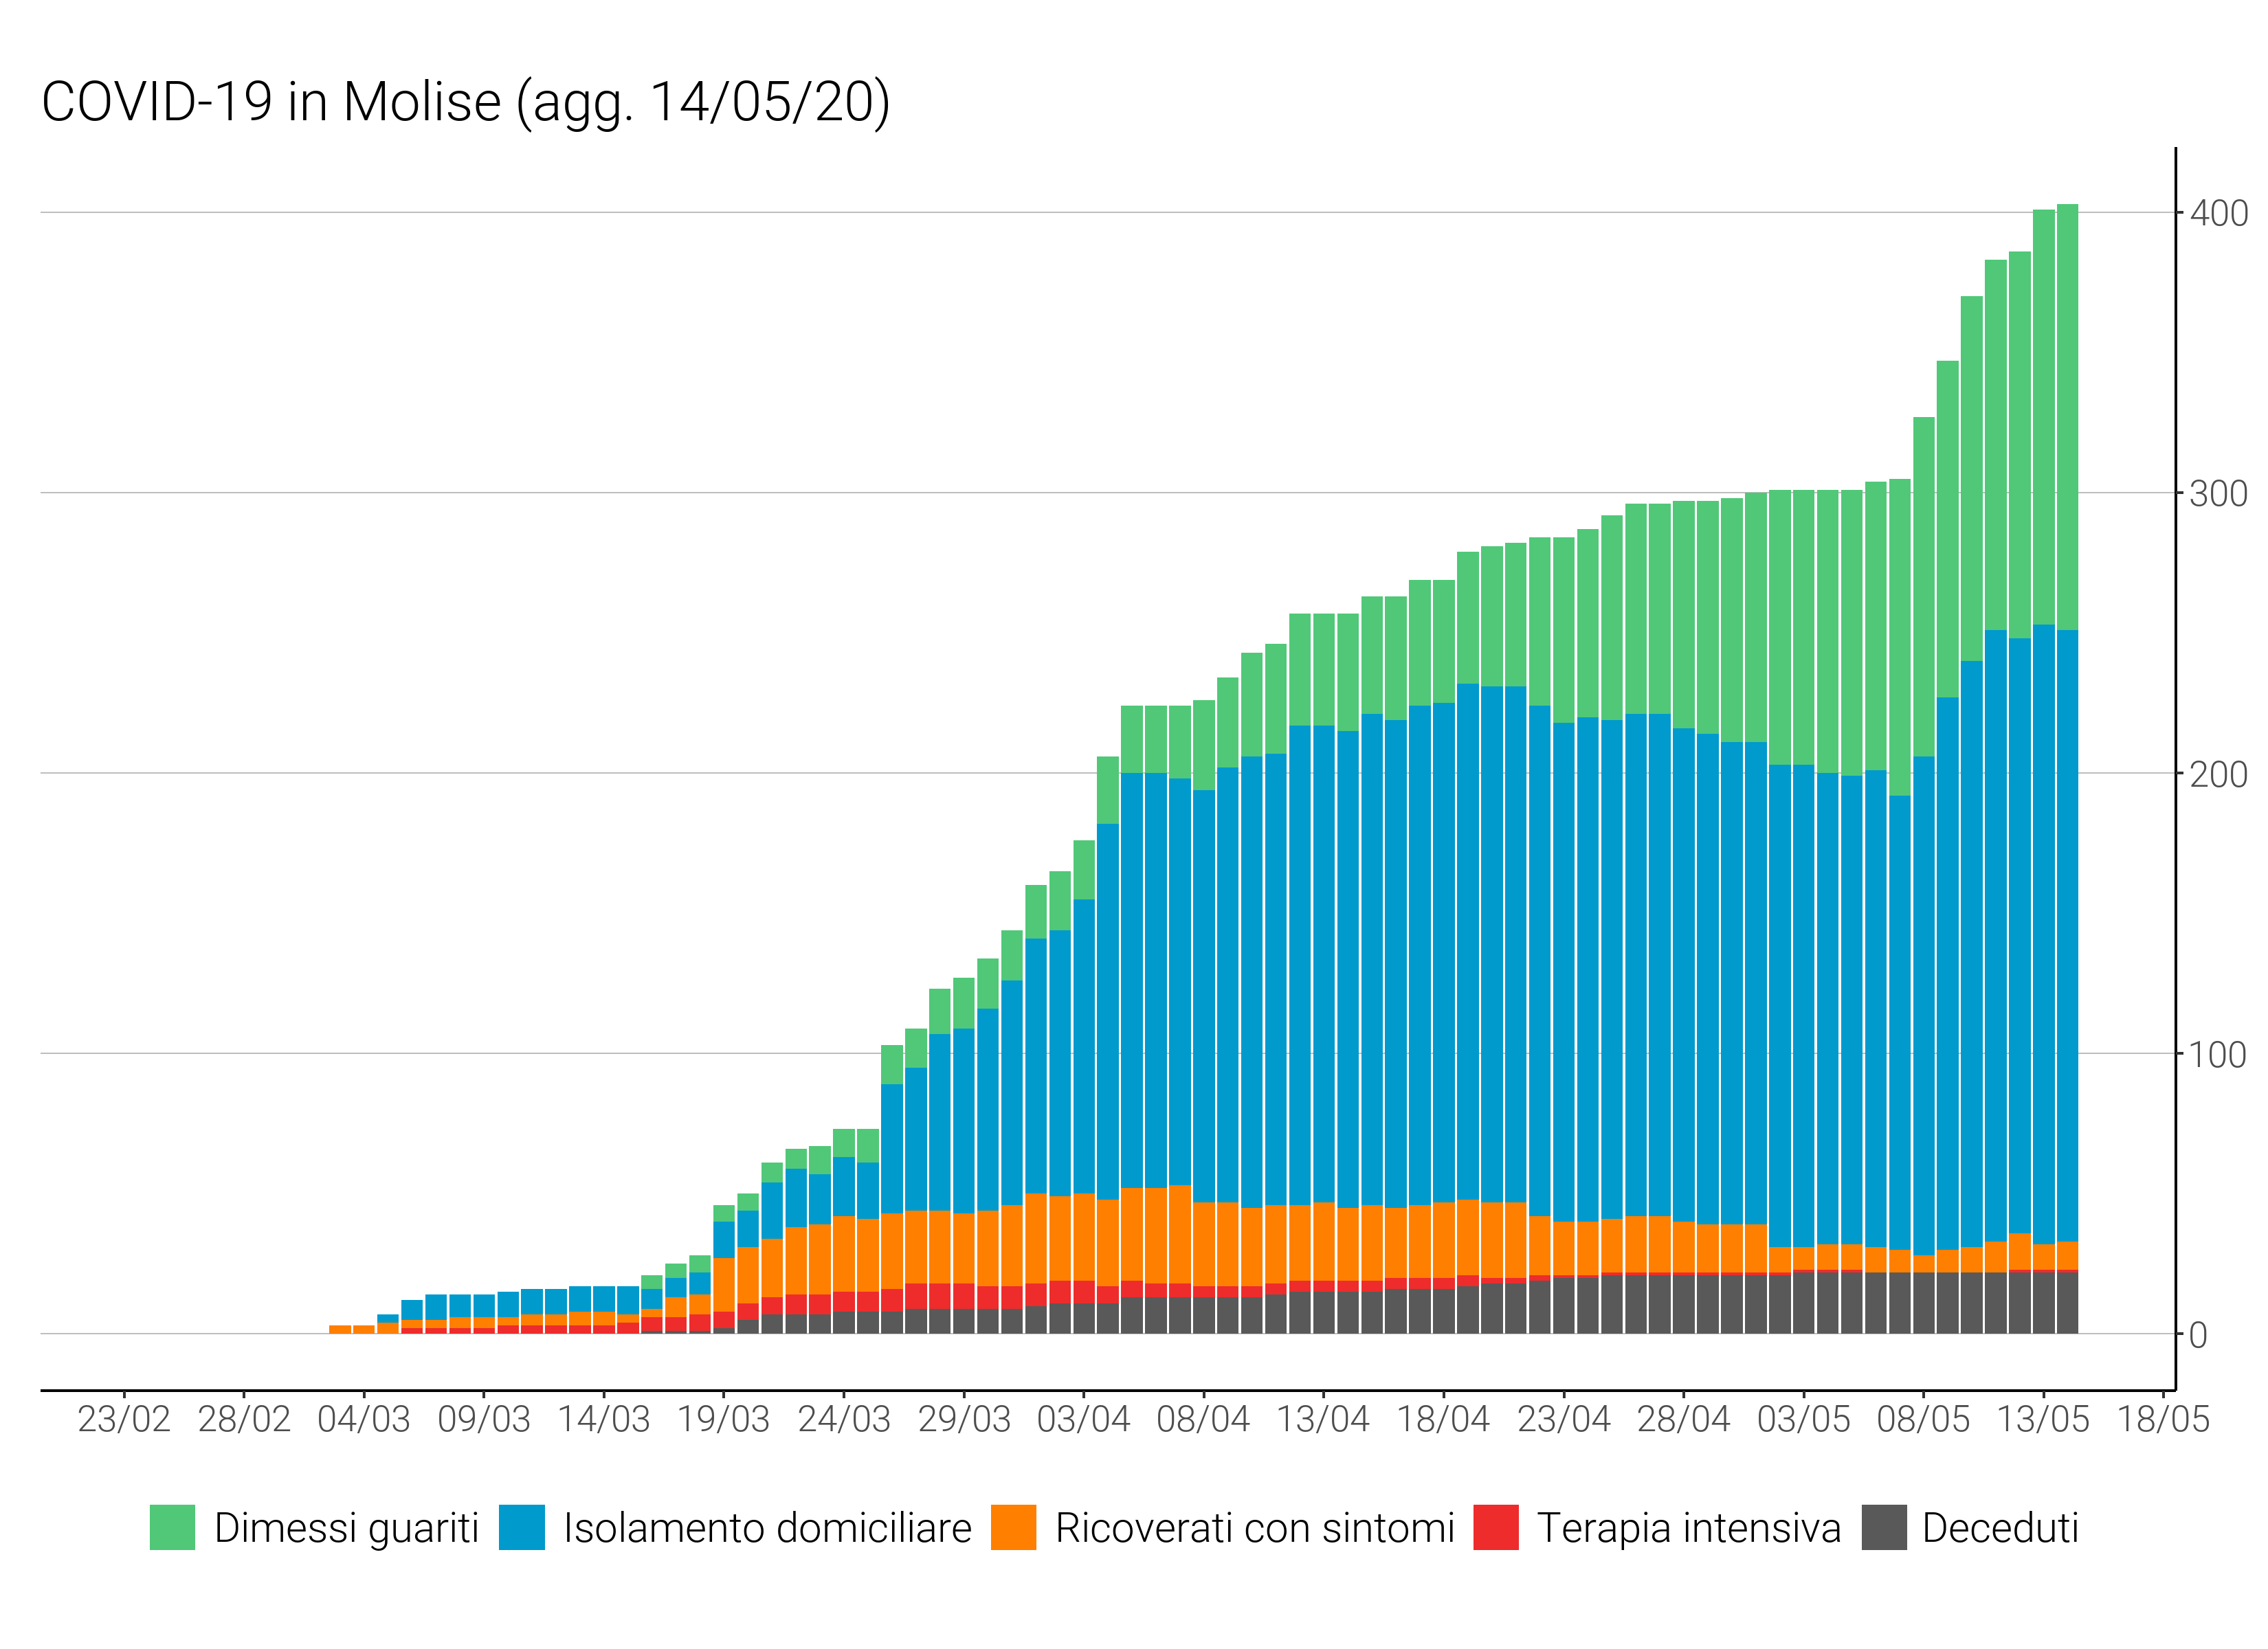 COVID-19 in Molise (agg. 14/05/20)
400
300
200
100
0
23/02 28/02 04/03 09/03 14/03 19/03 24/03 29/03 03/04 08/04 13/04 18/04 23/04 28/04 03/05 08/05 13/05 18/05
Dimessi guariti Isolamento domiciliare Ricoverati con sintomi Terapia intensiva Deceduti